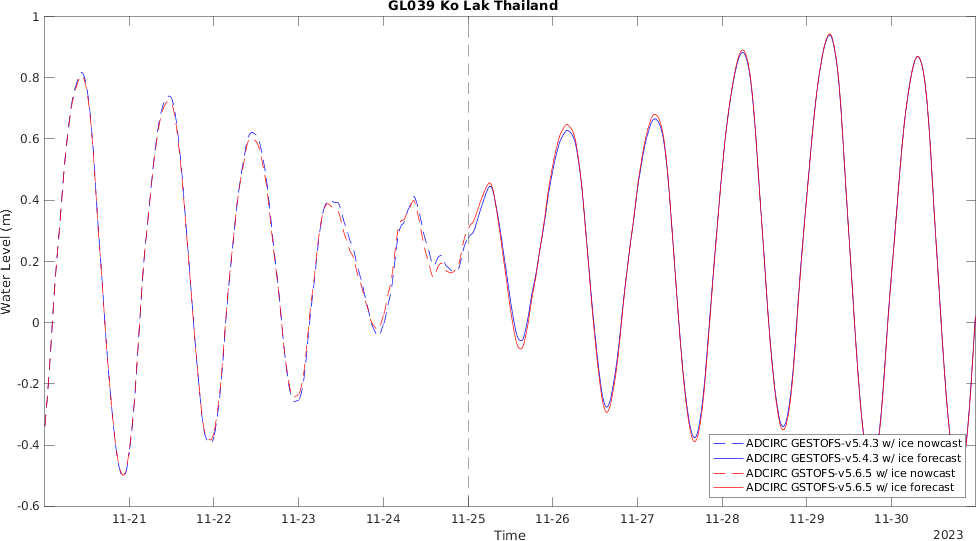 GL039 Ko Lak Thailand
1
0.8
0.6
0.4
0.2
0
-0.2
-0.4
-0.6
Water Level (m)
ADCIRC GESTOFS-v5.4.3 w/ ice nowcast
ADCIRC GESTOFS-v5.4.3 w/ ice forecast
ADCIRC GSTOFS-v5.6.5 w/ ice nowcast
ADCIRC GSTOFS-v5.6.5 w/ ice forecast
11-21 11-22 11-23 11-24 11-25 11-26 11-27 11-28 11-29 11-30
Time
2023